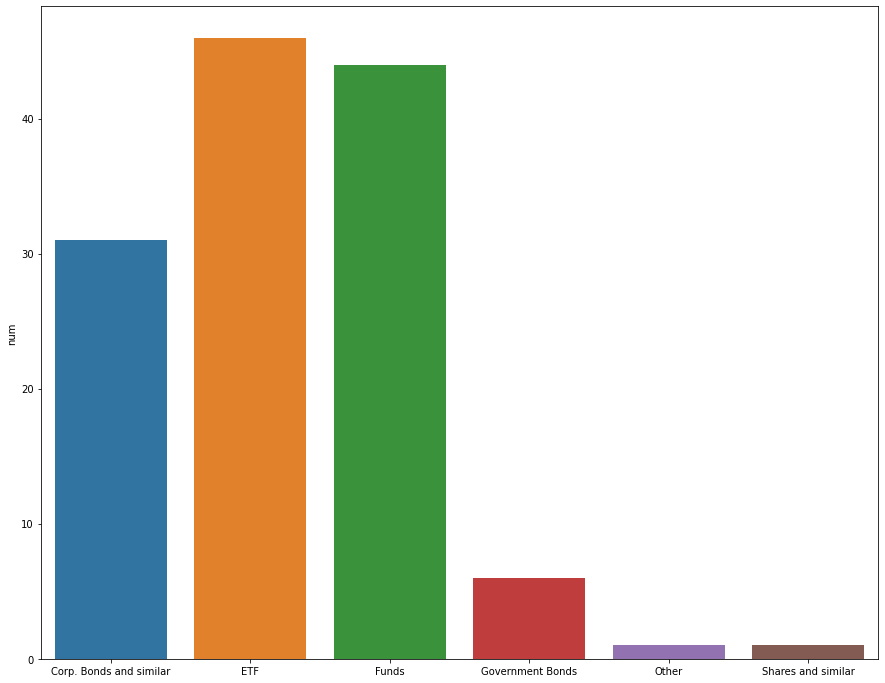 num
40
30
20
10
0
Corp. Bonds and similar
ETF
Funds
Government Bonds
Other
Shares and similar